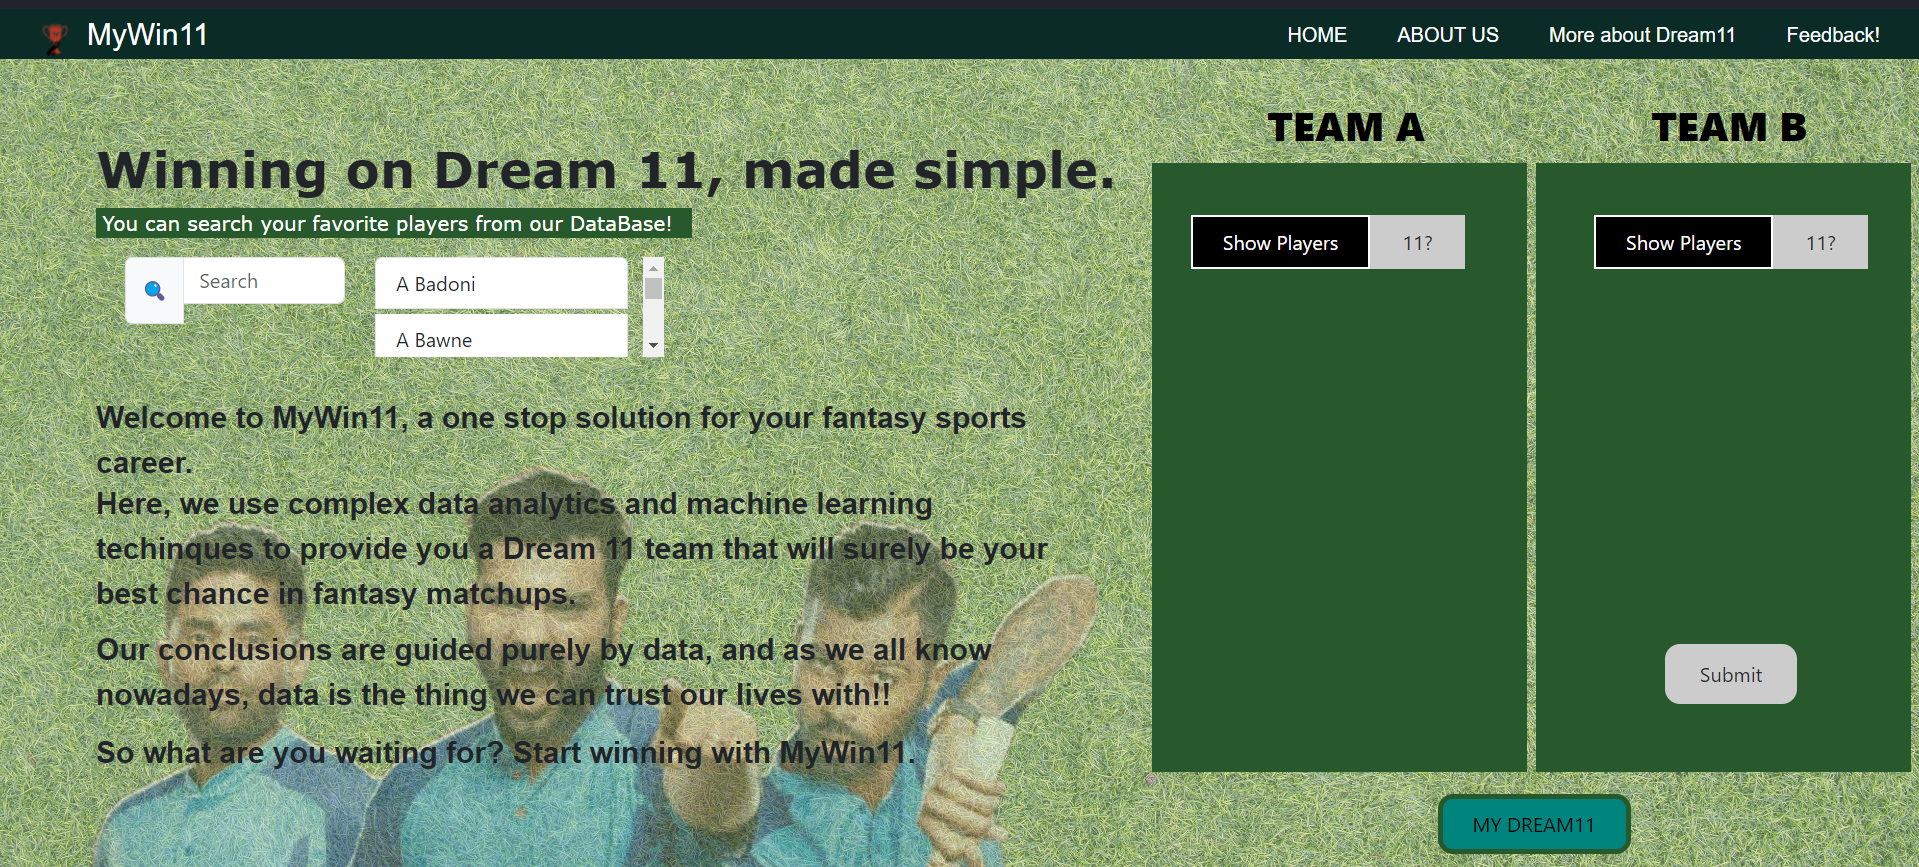 MyWin11
HOME
ABOUT US
More about Dream11
Feedback!
Winning on Dream 11, made simple.
You can search your favorite players from our DataBase!
Search
A Badoni
A Bawne
Welcome to MyWin11, a one stop solution for your fantasy sports
career.
Here, we use complex data analytics and machine learning
techinques to provide you a Dream 11 team that will surely be your
best chance in fantasy matchups.
Our conclusions are guided purely by data, and as we all know
nowadays, data is the thing we can trust our lives with!!
So what are you waiting for? Start winning with MyWin11.
TEAM A
Show Players
11?
TEAM B
Show Players
11?
Submit
MY DREAM11